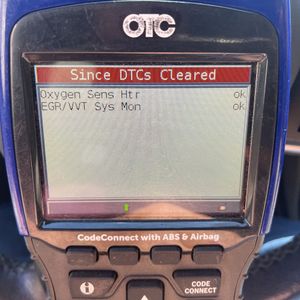 OTC
Since DTCs Cleared
Oxygen Sens Htr ok
EGR/VVT Sys Mon ok
CodeConnect with ABS & Airbag
i
CODE
CONNECT